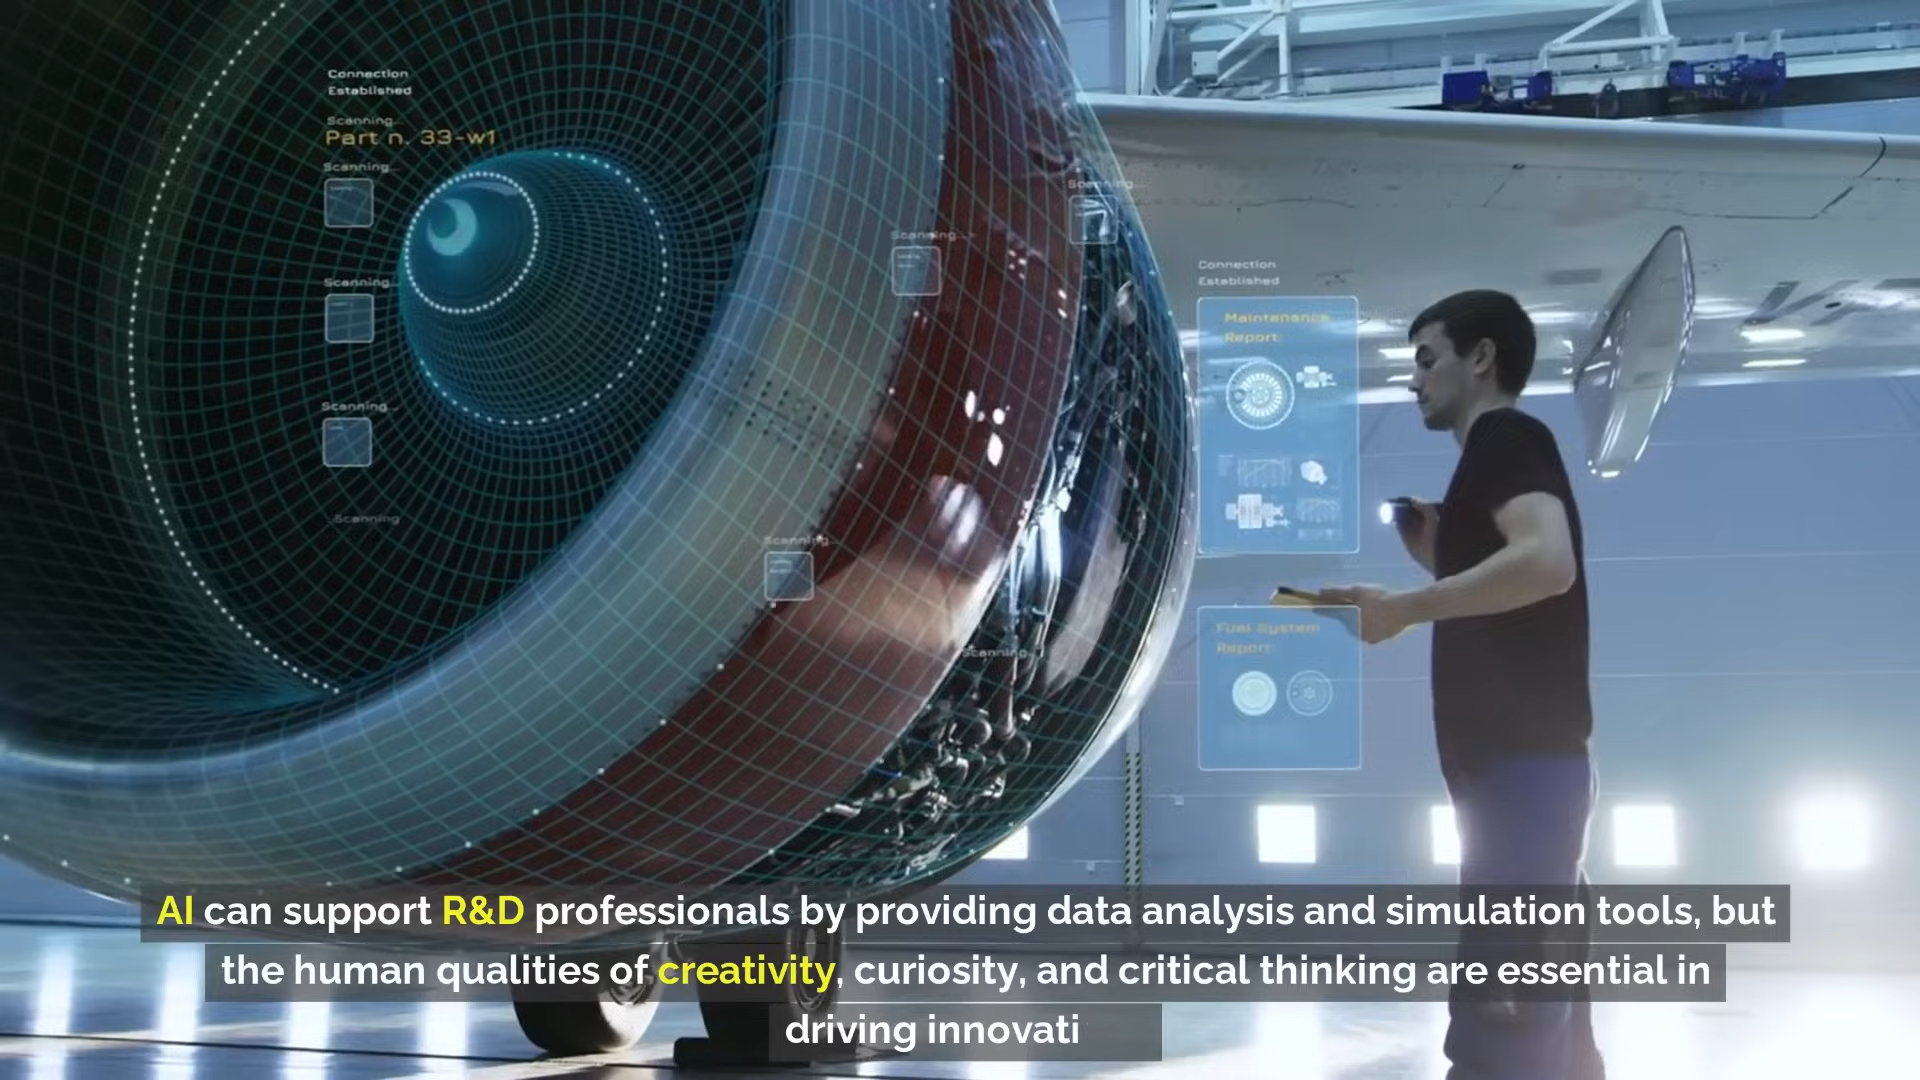 Connection
Established
Scanning...
Part n. 33-w1
Scanning...
Scanning...
Scanning...
Scanning
Scanning...
Scanning...
Scanning...
Scanning...
Connection
Established
Maintenance
Report
Fuel System
Report
AI can support R&D professionals by providing data analysis and simulation tools, but
the human qualities of creativity, curiosity, and critical thinking are essential in
driving innovati